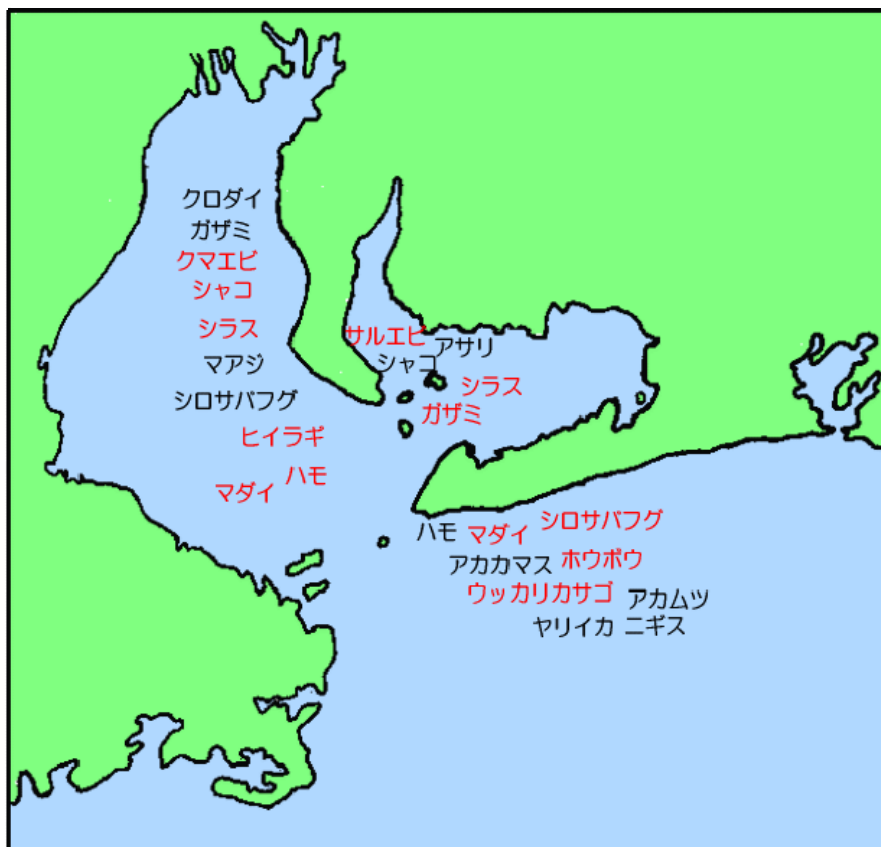 クロダイ
ガザミ
クマエビ
シャコ
シラス
マアジ
シロサバフグ
ヒイラギ
ハモ
マダイ
サルエビ
アサリ
シャコ
シラス
ガザミ
ハモ
マダイ
シロサバフグ
アカカマス
ホウボウ
ウッカリカサゴ
アカムツ
ヤリイカ
ニギス